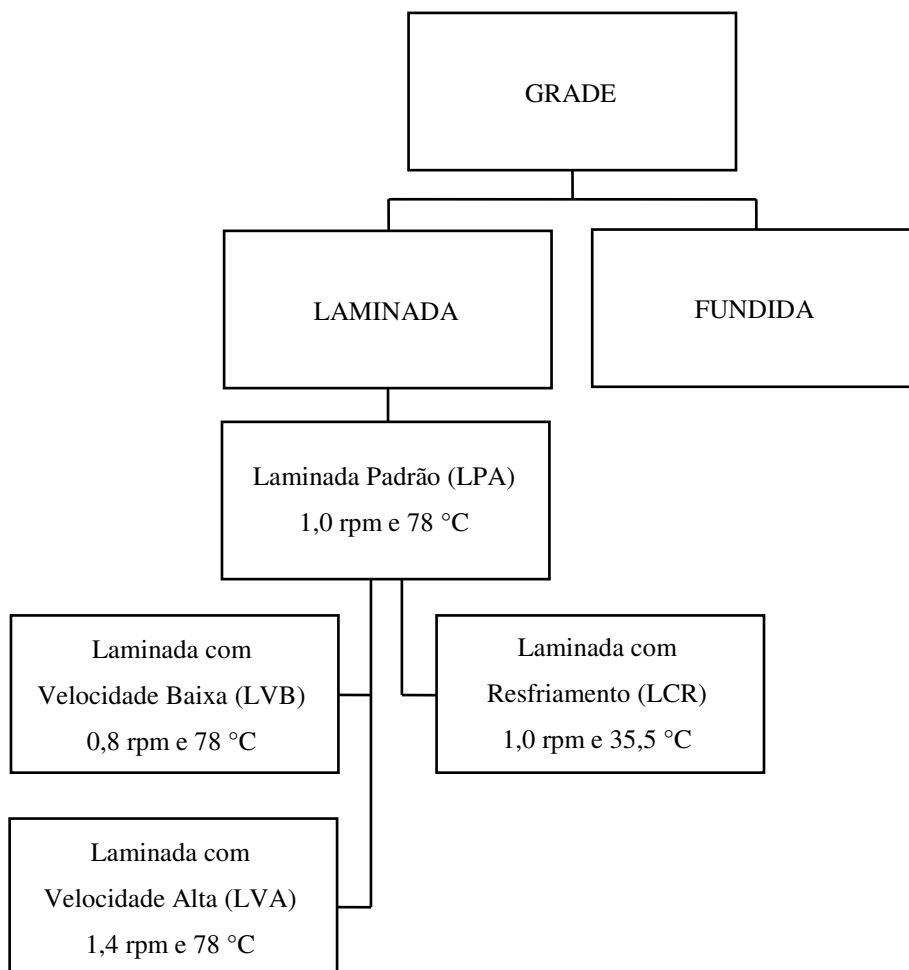 GRADE
LAMINADA
FUNDIDA
Laminada Padrão (LPA)
1,0 rpm e 78 °C
Laminada com
Velocidade Baixa (LVB)
0,8 rpm e 78 °C
Laminada com
Resfriamento (LCR)
1,0 rpm e 35,5 °C
Laminada com
Velocidade Alta (LVA)
1,4 rpm e 78 °C